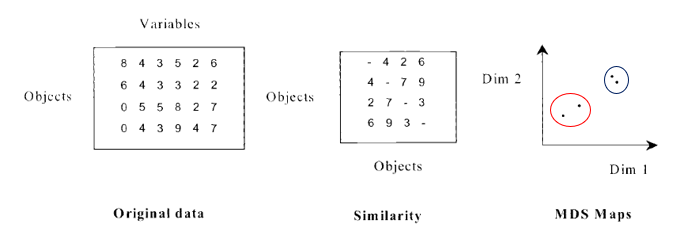 Variables
Objects
8 4 3 5 2 6
6 4 3 3 2 2
0 5 5 8 2 7
0 4 3 9 4 7
Original data
Objects
- 4 2 6
4 - 7 9
2 7 - 3
6 9 3 -
Objects
Similarity
Dim 2
Dim 1
MDS Maps